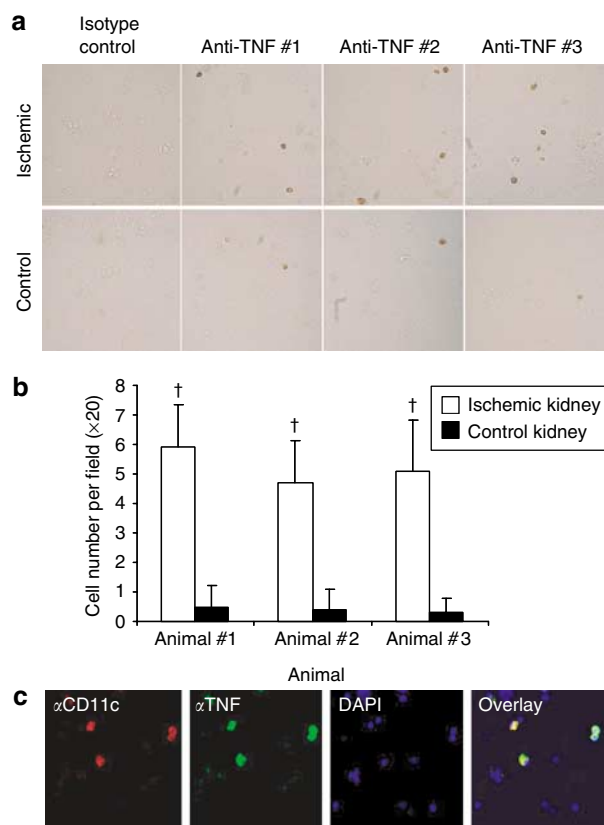 a
Isotype
control
Anti-TNF #1
Anti-TNF #2
Anti-TNF #3
Ischemic
Control
b
Cell number per field (×20)
8
7
6
5
4
3
2
1
0
†
†
†
Ischemic kidney
Control kidney
Animal #1
Animal #2
Animal #3
Animal
c
αCD11c
αTNF
DAPI
Overlay